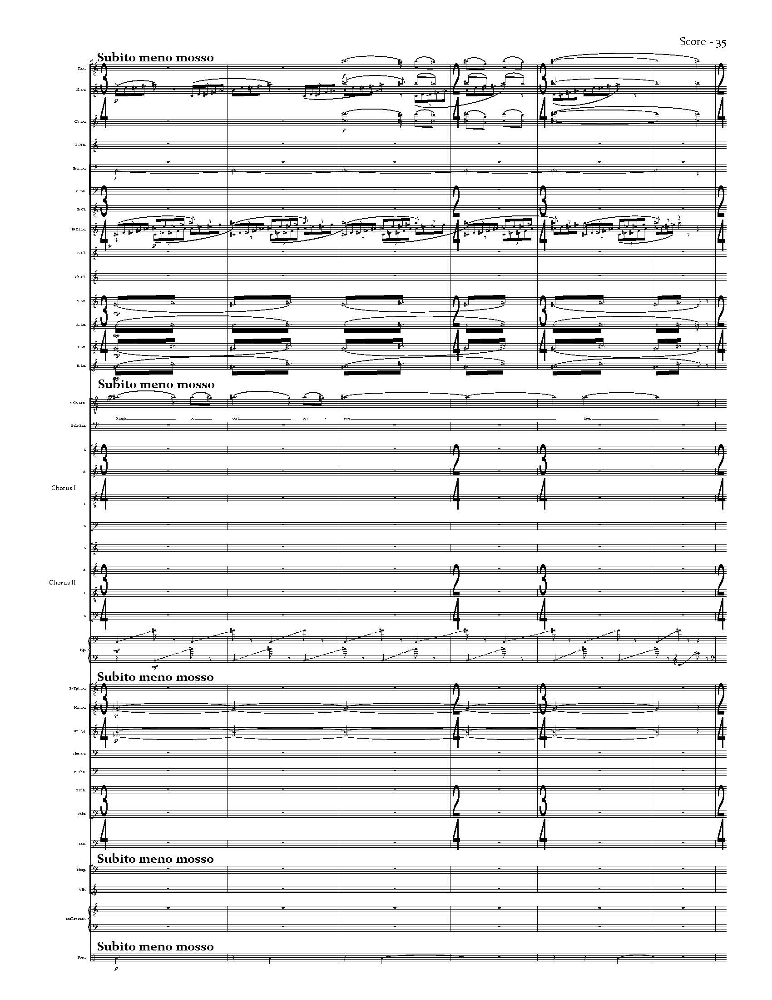 Score - 35
Subito meno mosso
Picc.
Fl. 1-2
Ob. 1-2
E. Hn.
Bsn. 1-2
C. Bn.
E♭ Cl.
B♭ Cl. 1-2
B. Cl.
Cb. Cl.
S. Sx.
A. Sx.
T. Sx.
B. Sx.
Subito meno mosso
Solo Ten.
Naught but dust sur - vive thee,
Solo Bar.
S
A
Chorus I
T
B
S
A
Chorus II
T
B
Hp.
Subito meno mosso
B♭ Tpt. 1-2
Hn. 1-2
Hn. 3-4
Tbn. 1-2
B. Tbn.
Euph.
Tuba
D.B.
Subito meno mosso
Timp.
Vib.
Mallet Perc.
Subito meno mosso
Perc.